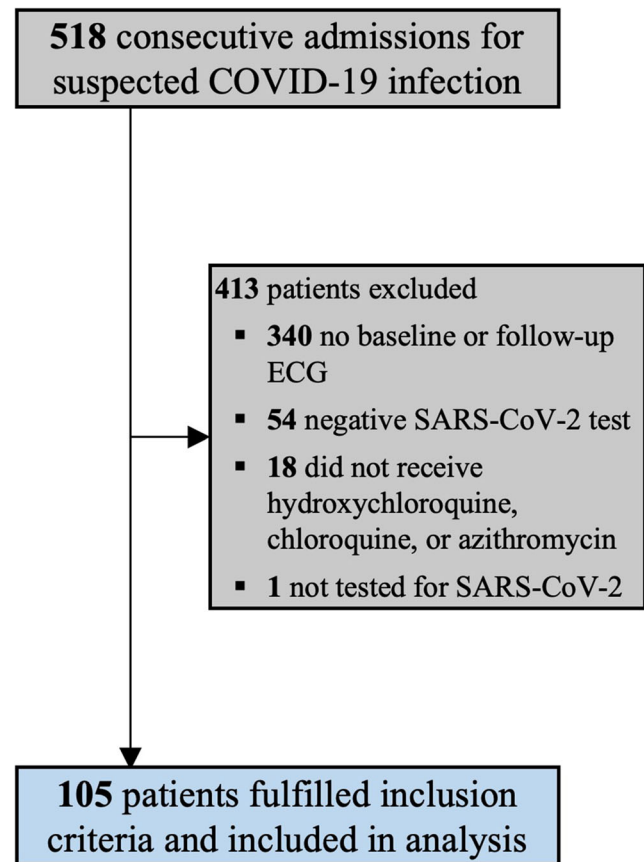 518 consecutive admissions for
suspected COVID-19 infection
413 patients excluded
▪ 340 no baseline or follow-up
ECG
▪ 54 negative SARS-CoV-2 test
▪ 18 did not receive
hydroxychloroquine,
chloroquine, or azithromycin
▪ 1 not tested for SARS-CoV-2
105 patients fulfilled inclusion
criteria and included in analysis